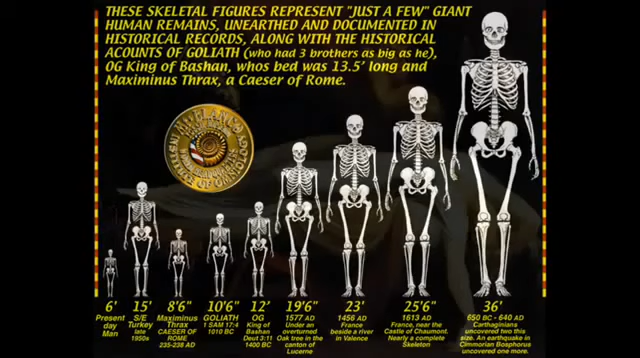 THESE SKELETAL FIGURES REPRESENT "JUST A FEW" GIANT
HUMAN REMAINS, UNEARTHED AND DOCUMENTED IN
HISTORICAL RECORDS, ALONG WITH THE HISTORICAL
ACOUNTS OF GOLIATH (who had 3 brothers as big as he),
OG King of Bashan, whos bed was 13.5' long and
Maximinus Thrax, a Caeser of Rome.
6'
Present
day
Man
15'
S/E
Turkey
late
1950s
8'6"
Maximinus
Thrax
CAESER OF
ROME
235-238 AD
10'6"
GOLIATH
1 SAM 17:4
1010 BC
12'
OG
King of
Bashan
Deut 3:11
1400 BC
19'6"
1577 AD
Under an
overturned
Oak tree in the
canton of
Lucerne
23'
1456 AD
France
beside a river
in Valence
25'6"
1613 AD
France, near the
Castle of Chaumont.
Nearly a complete
Skeleton
36'
650 BC - 640 AD
Carthaginians
uncovered two this
size. An earthquake in
Cimmorian Bosphorus
uncovered one more.